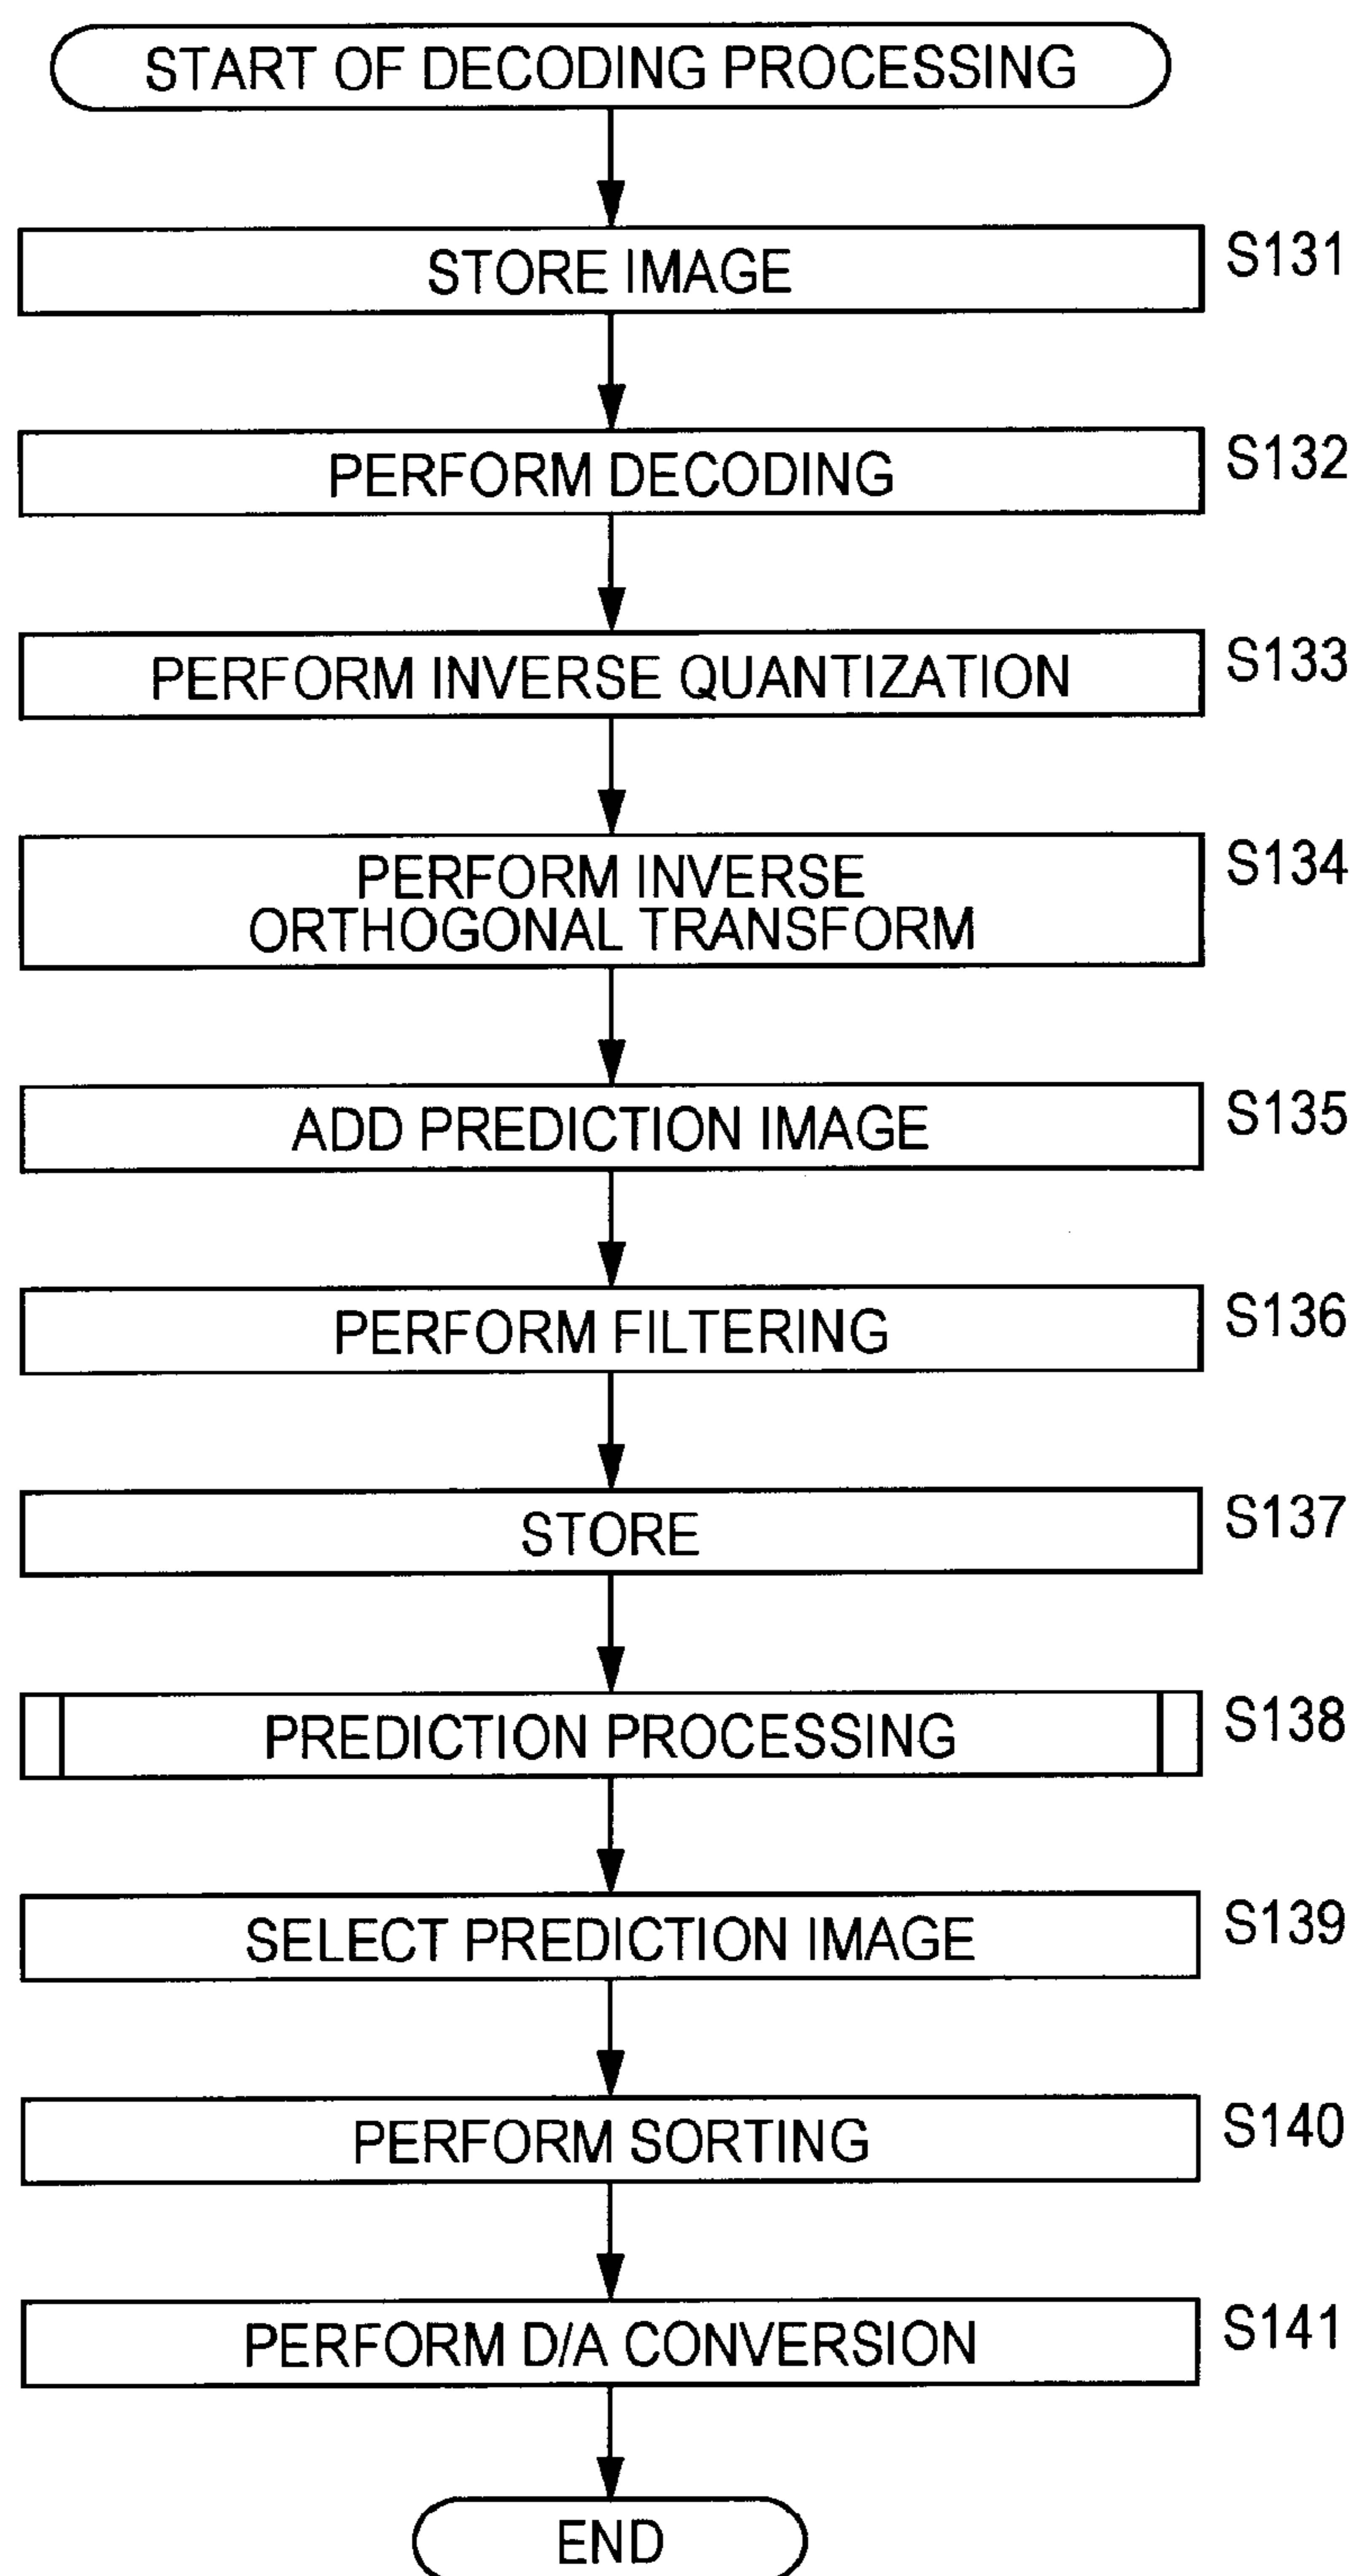 START OF DECODING PROCESSING
STORE IMAGE S131
PERFORM DECODING S132
PERFORM INVERSE QUANTIZATION S133
PERFORM INVERSE S134
ORTHOGONAL TRANSFORM
ADD PREDICTION IMAGE S135
PERFORM FILTERING S136
STORE S137
PREDICTION PROCESSING S138
SELECT PREDICTION IMAGE S139
PERFORM SORTING S140
PERFORM D/A CONVERSION S141
END